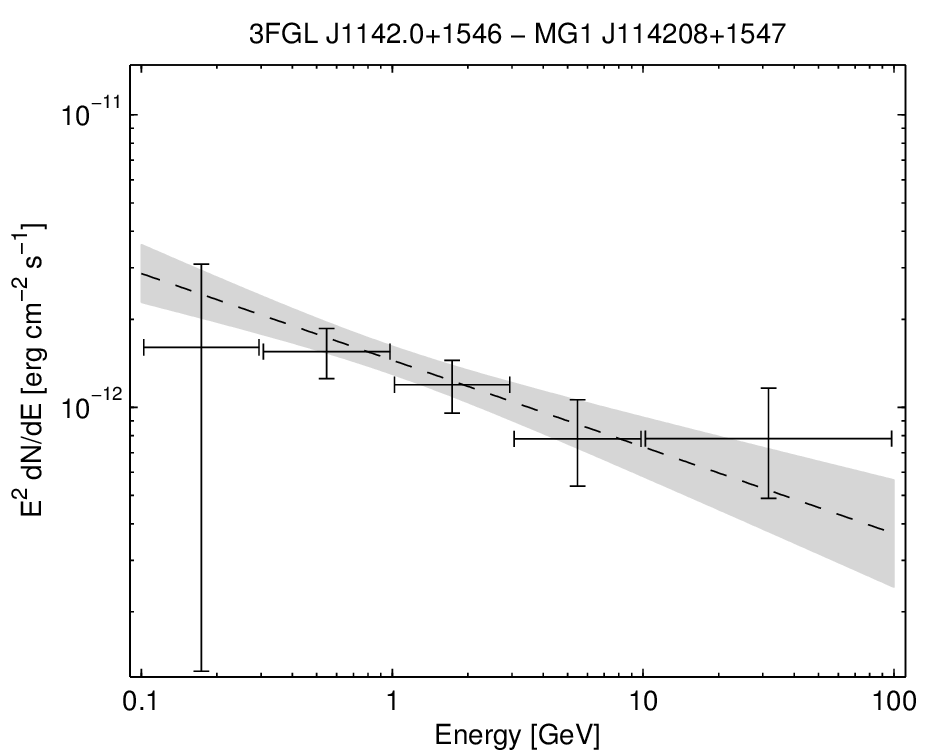 3FGL J1142.0+1546 − MG1 J114208+1547
10⁻¹¹
10⁻¹²
E² dN/dE [erg cm⁻² s⁻¹]
0.1 1 10 100
Energy [GeV]